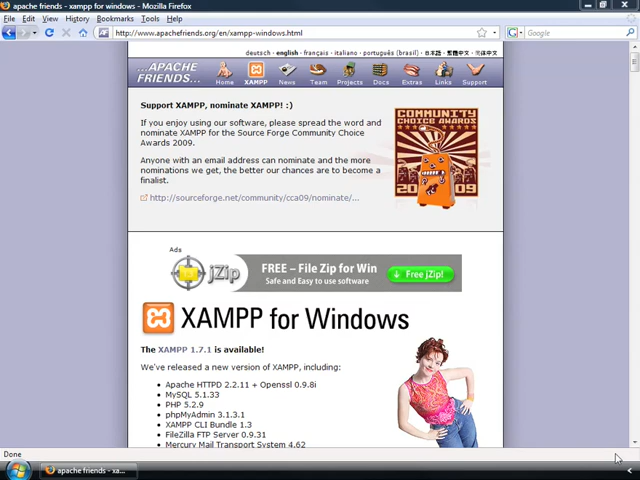 apache friends - xampp for windows - Mozilla Firefox
File Edit View History Bookmarks Tools Help
http://www.apachefriends.org/en/xampp-windows.html
Google
deutsch - english - français - italiano - português (brasil) - 日本語 - 繁體中文 - 简体中文
...APACHE FRIENDS...
Home XAMPP News Team Projects Docs Extras Links Support
Support XAMPP, nominate XAMPP! :)
If you enjoy using our software, please spread the word and
nominate XAMPP for the Source Forge Community Choice
Awards 2009.
Anyone with an email address can nominate and the more
nominations we get, the better our chances are to become a
finalist.
http://sourceforge.net/community/cca09/nominate/...
COMMUNITY
CHOICE AWARDS
2009
Ads
jZip
FREE – File Zip for Win
Safe and Easy to use software
Free jZip!
XAMPP for Windows
The XAMPP 1.7.1 is available!
We've released a new version of XAMPP, including:
Apache HTTPD 2.2.11 + Openssl 0.9.8i
MySQL 5.1.33
PHP 5.2.9
phpMyAdmin 3.1.3.1
XAMPP CLI Bundle 1.3
FileZilla FTP Server 0.9.31
Mercury Mail Transport System 4.62
Done
apache friends - xa...